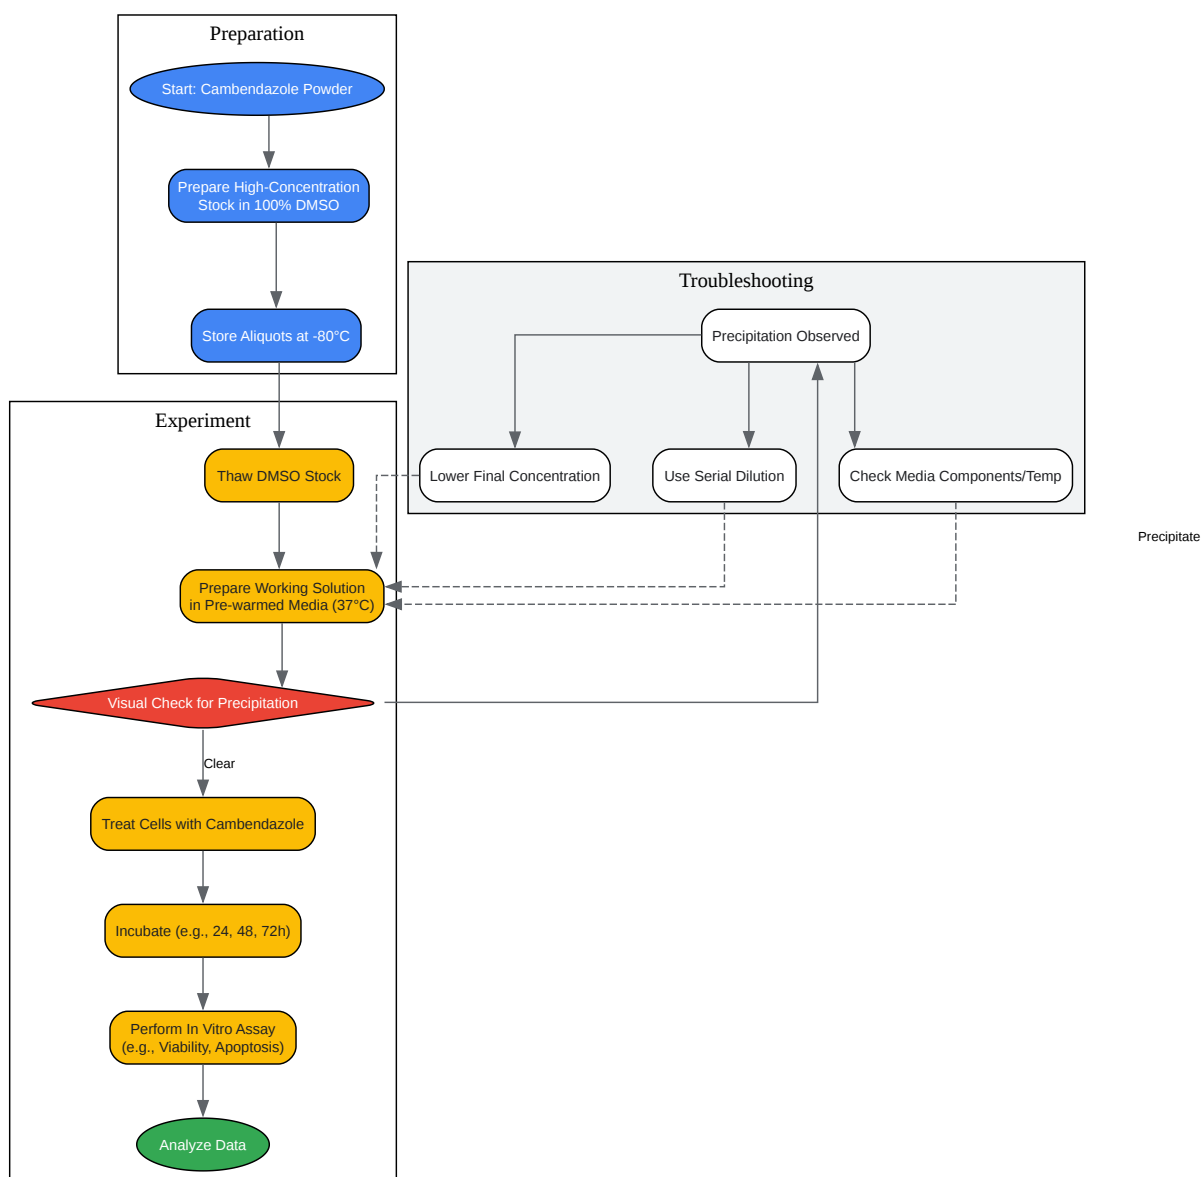 Preparation
Start: Cambendazole Powder
Prepare High-Concentration
Stock in 100% DMSO
Store Aliquots at -80°C
Troubleshooting
Precipitation Observed
Lower Final Concentration
Use Serial Dilution
Check Media Components/Temp
Precipitate
Experiment
Thaw DMSO Stock
Prepare Working Solution
in Pre-warmed Media (37°C)
Visual Check for Precipitation
Clear
Treat Cells with Cambendazole
Incubate (e.g., 24, 48, 72h)
Perform In Vitro Assay
(e.g., Viability, Apoptosis)
Analyze Data